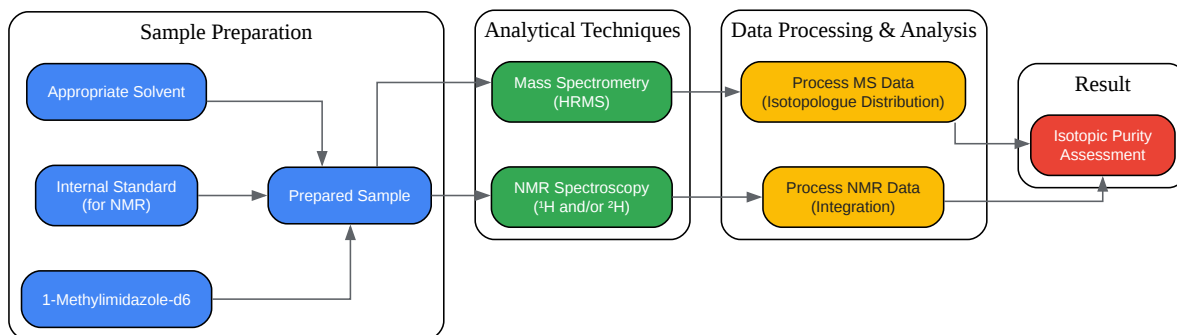 Sample Preparation
Appropriate Solvent
Internal Standard
(for NMR)
1-Methylimidazole-d6
Prepared Sample
Analytical Techniques
Mass Spectrometry
(HRMS)
NMR Spectroscopy
(¹H and/or ²H)
Data Processing & Analysis
Process MS Data
(Isotopologue Distribution)
Process NMR Data
(Integration)
Result
Isotopic Purity
Assessment